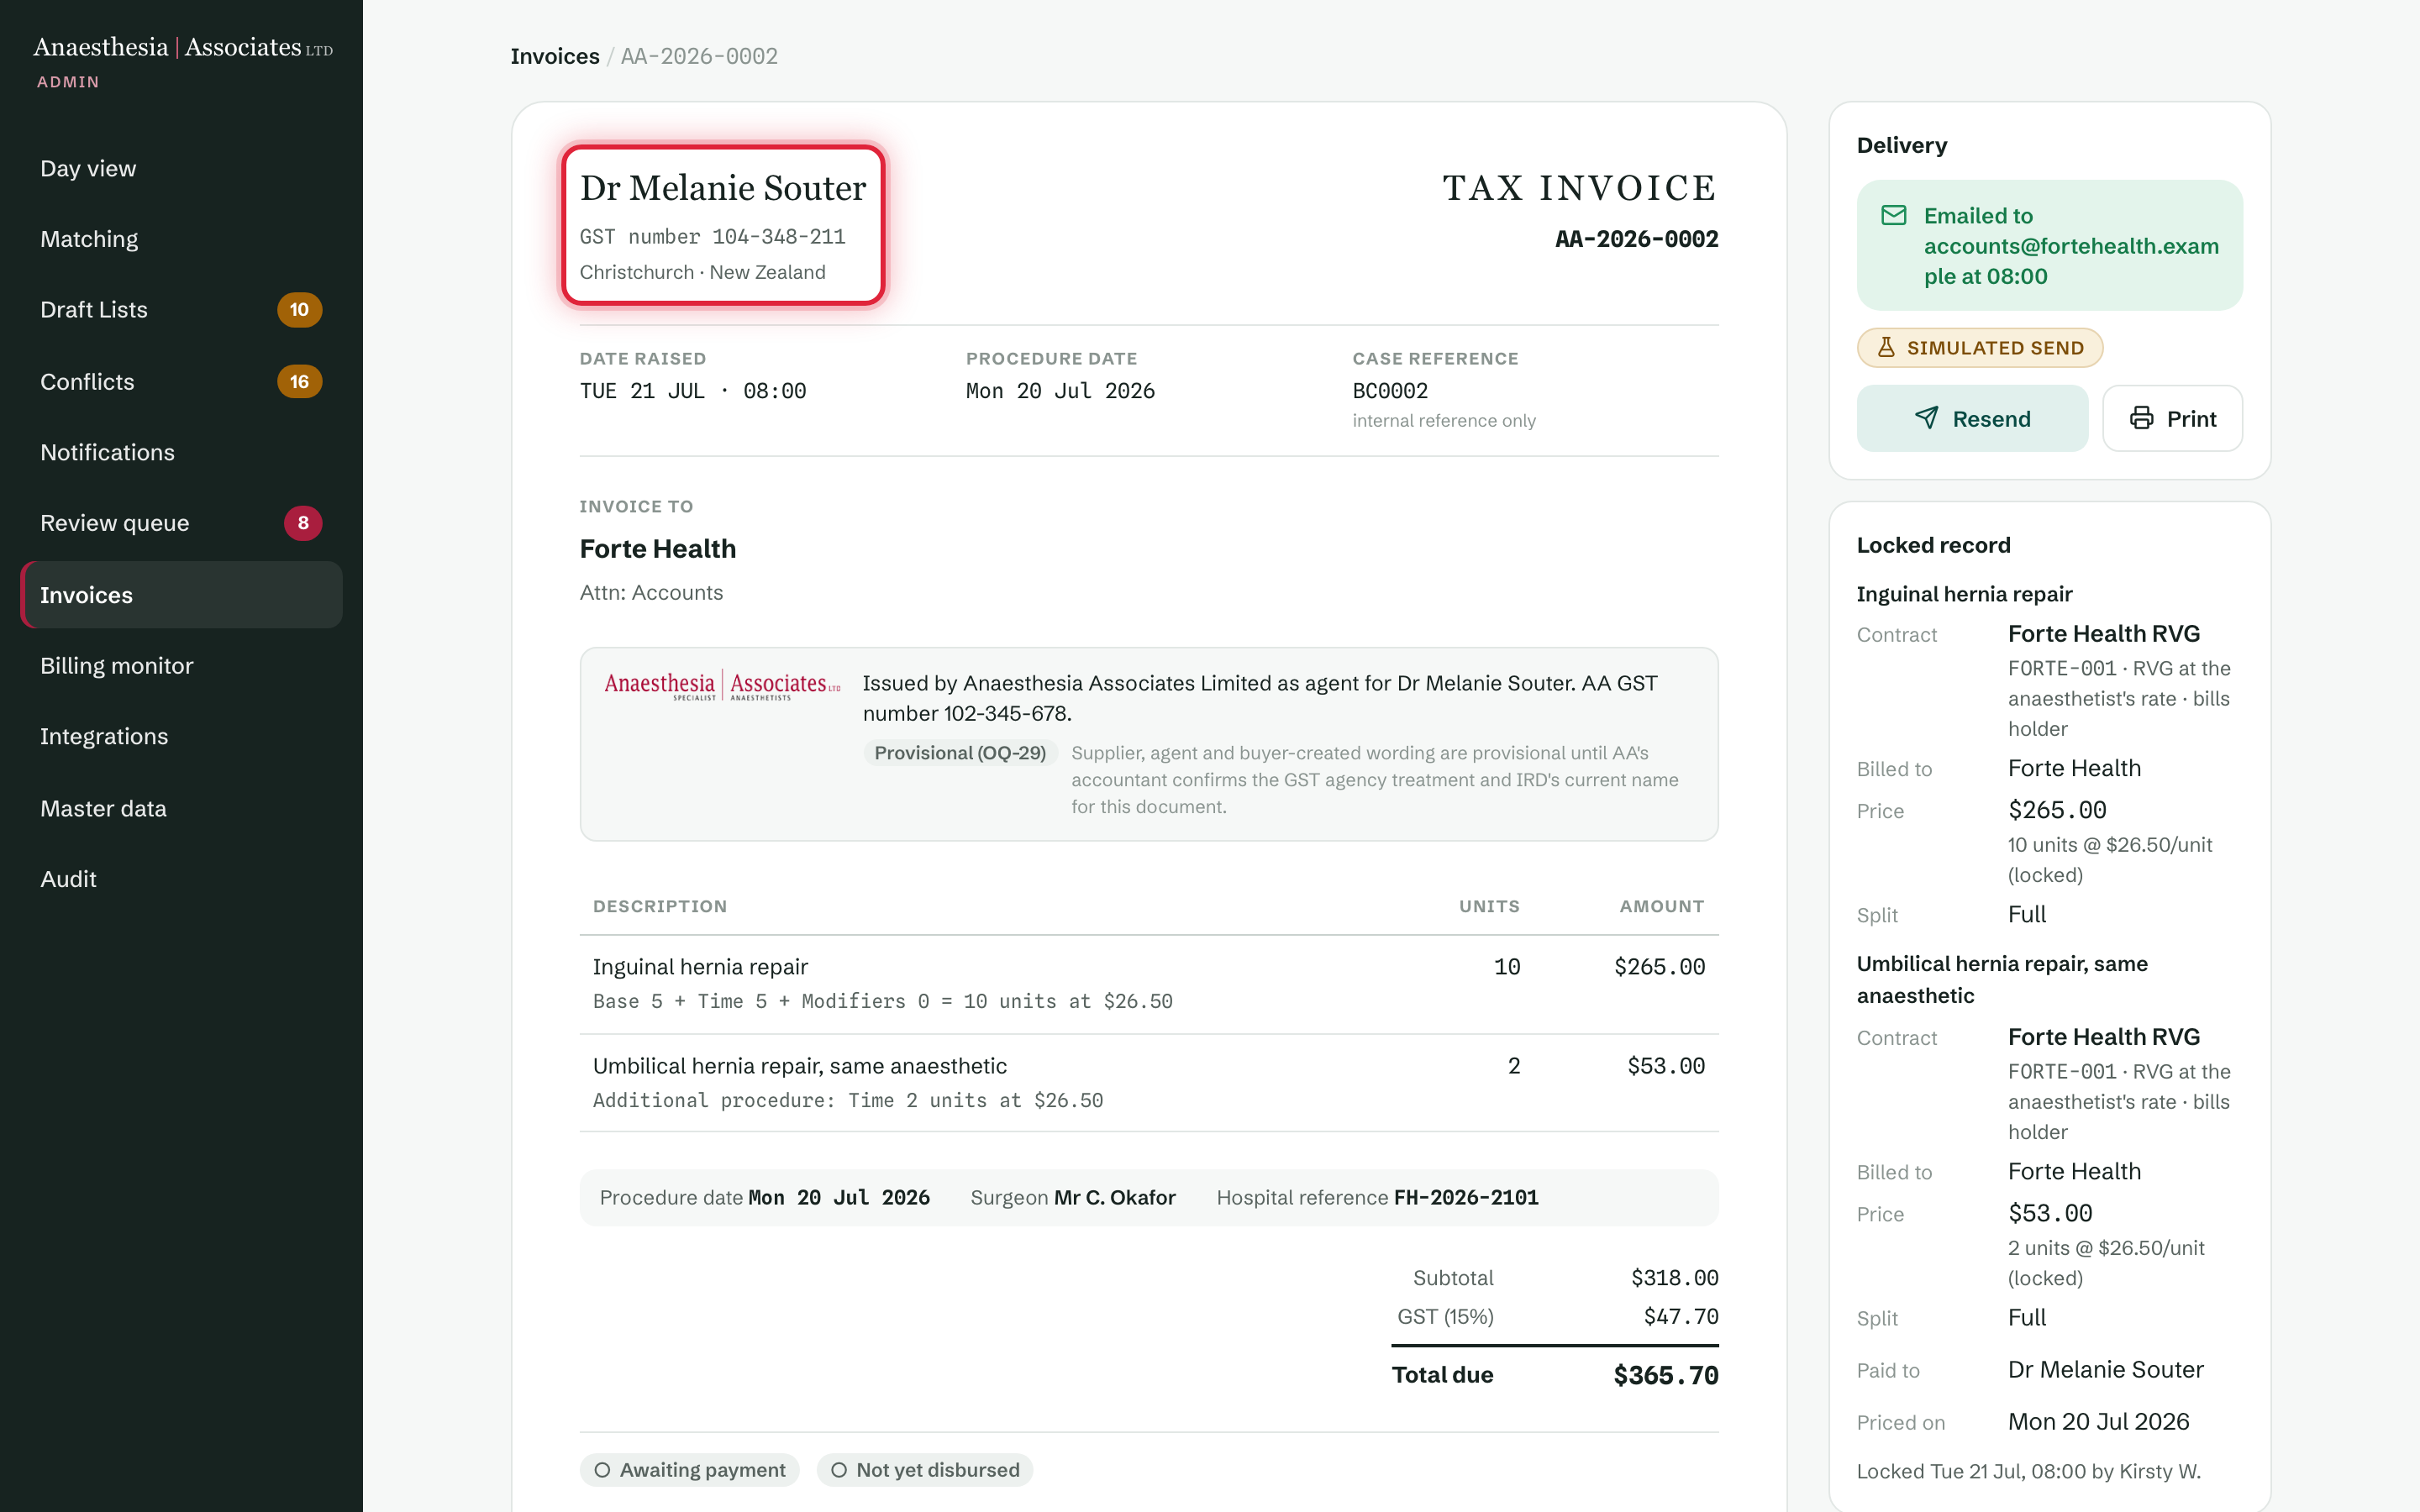 Anaesthesia | Associates LTD
ADMIN
Day view
Matching
Draft Lists 10
Conflicts 16
Notifications
Review queue 8
Invoices
Billing monitor
Integrations
Master data
Audit
Invoices / AA-2026-0002
Dr Melanie Souter
GST number 104-348-211
Christchurch · New Zealand
TAX INVOICE
AA-2026-0002
DATE RAISED
TUE 21 JUL · 08:00
PROCEDURE DATE
Mon 20 Jul 2026
CASE REFERENCE
BC0002
internal reference only
INVOICE TO
Forte Health
Attn: Accounts
Anaesthesia | Associates LTD
SPECIALIST ANAESTHETISTS
Issued by Anaesthesia Associates Limited as agent for Dr Melanie Souter. AA GST
number 102-345-678.
Provisional (OQ-29)
Supplier, agent and buyer-created wording are provisional until AA's
accountant confirms the GST agency treatment and IRD's current name
for this document.
DESCRIPTION UNITS AMOUNT
Inguinal hernia repair 10 $265.00
Base 5 + Time 5 + Modifiers 0 = 10 units at $26.50
Umbilical hernia repair, same anaesthetic 2 $53.00
Additional procedure: Time 2 units at $26.50
Procedure date Mon 20 Jul 2026 Surgeon Mr C. Okafor Hospital reference FH-2026-2101
Subtotal $318.00
GST (15%) $47.70
Total due $365.70
Awaiting payment Not yet disbursed
Delivery
Emailed to
accounts@fortehealth.exam
ple at 08:00
SIMULATED SEND
Resend Print
Locked record
Inguinal hernia repair
Contract Forte Health RVG
FORTE-001 · RVG at the
anaesthetist's rate · bills
holder
Billed to Forte Health
Price $265.00
10 units @ $26.50/unit
(locked)
Split Full
Umbilical hernia repair, same
anaesthetic
Contract Forte Health RVG
FORTE-001 · RVG at the
anaesthetist's rate · bills
holder
Billed to Forte Health
Price $53.00
2 units @ $26.50/unit
(locked)
Split Full
Paid to Dr Melanie Souter
Priced on Mon 20 Jul 2026
Locked Tue 21 Jul, 08:00 by Kirsty W.